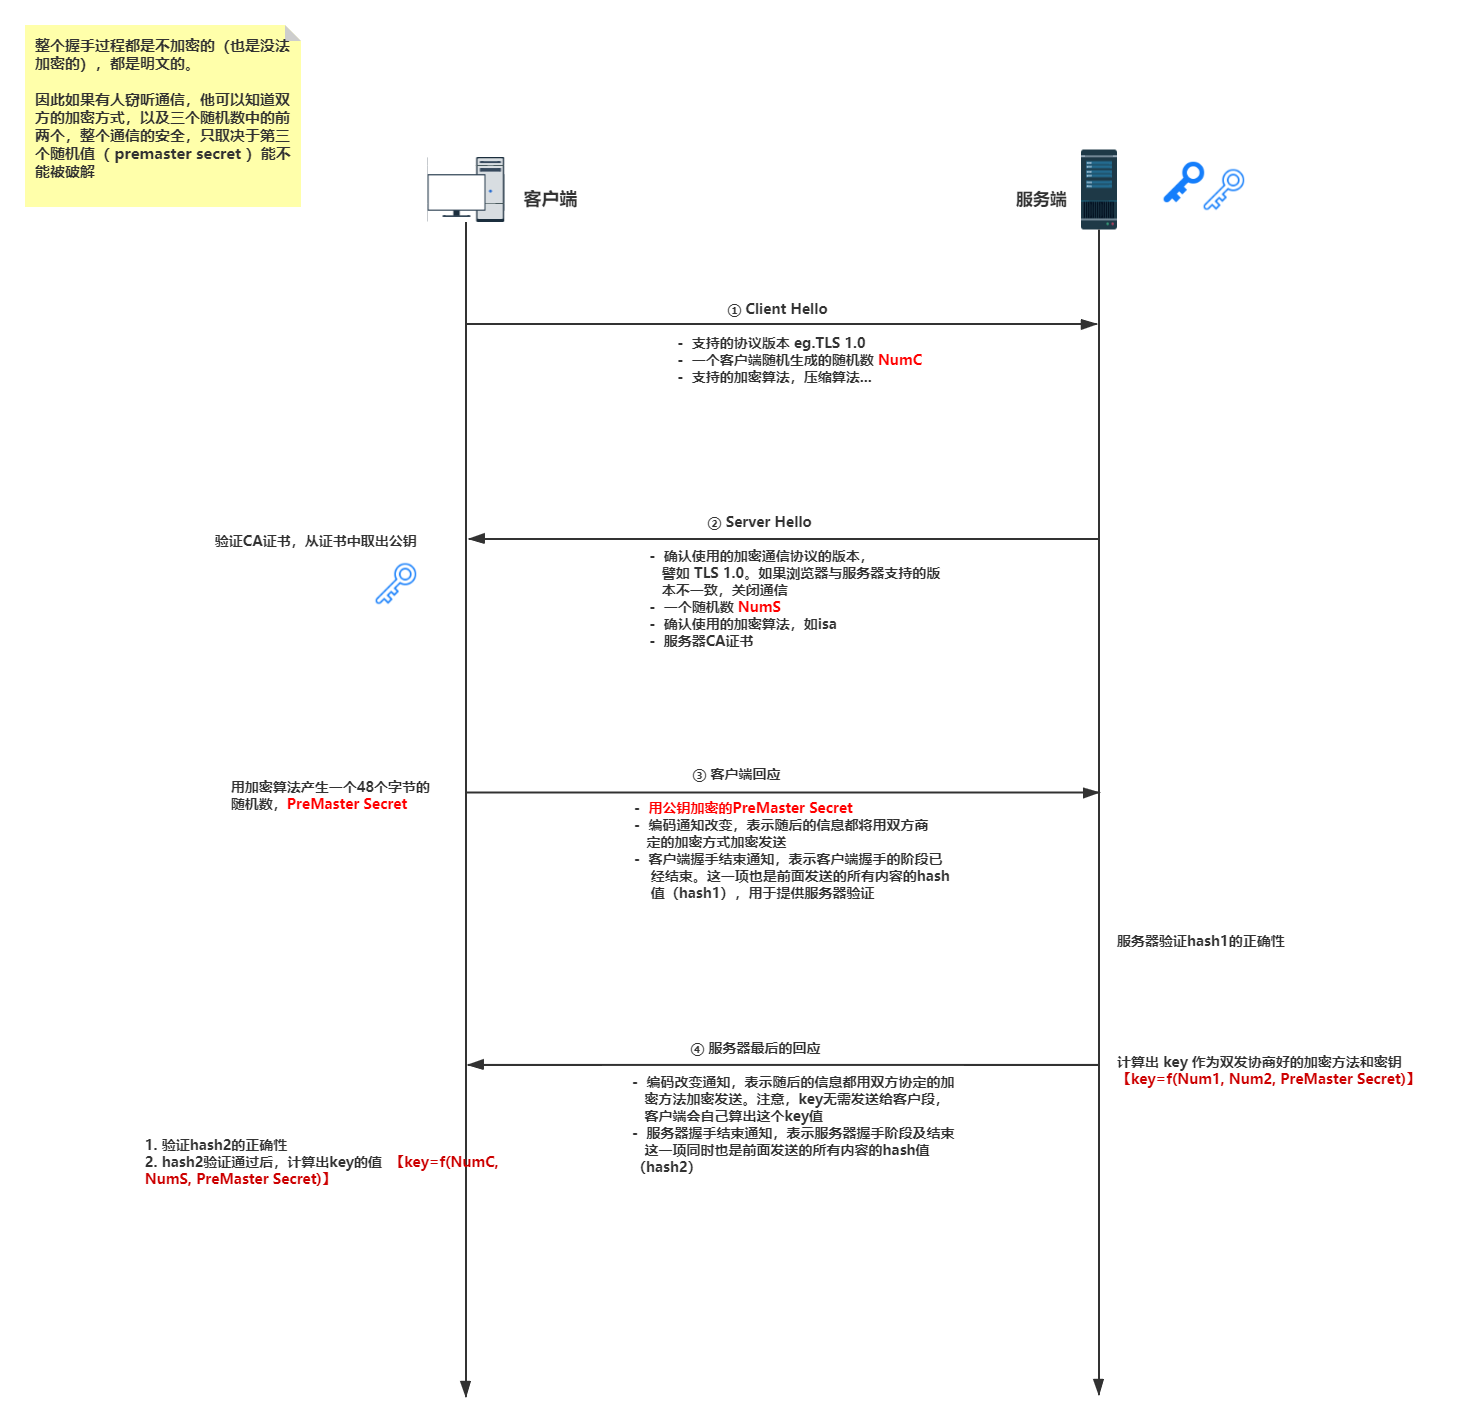 整个握手过程都是不加密的（也是没法
加密的），都是明文的。
因此如果有人窃听通信，他可以知道双
方的加密方式，以及三个随机数中的前
两个，整个通信的安全，只取决于第三
个随机值（ premaster secret ）能不
能被破解
客户端
服务端
① Client Hello
- 支持的协议版本 eg.TLS 1.0
- 一个客户端随机生成的随机数 NumC
- 支持的加密算法，压缩算法...
② Server Hello
验证CA证书，从证书中取出公钥
- 确认使用的加密通信协议的版本，
譬如 TLS 1.0。如果浏览器与服务器支持的版
本不一致，关闭通信
- 一个随机数 NumS
- 确认使用的加密算法，如isa
- 服务器CA证书
③ 客户端回应
用加密算法产生一个48个字节的
随机数，PreMaster Secret
- 用公钥加密的PreMaster Secret
- 编码通知改变，表示随后的信息都将用双方商
定的加密方式加密发送
- 客户端握手结束通知，表示客户端握手的阶段已
经结束。这一项也是前面发送的所有内容的hash
值（hash1），用于提供服务器验证
服务器验证hash1的正确性
④ 服务器最后的回应
计算出 key 作为双发协商好的加密方法和密钥
【key=f(Num1, Num2, PreMaster Secret)】
- 编码改变通知，表示随后的信息都用双方协定的加
密方法加密发送。注意，key无需发送给客户段，
客户端会自己算出这个key值
- 服务器握手结束通知，表示服务器握手阶段及结束
这一项同时也是前面发送的所有内容的hash值
（hash2）
1. 验证hash2的正确性
2. hash2验证通过后，计算出key的值 【key=f(NumC,
NumS, PreMaster Secret)】